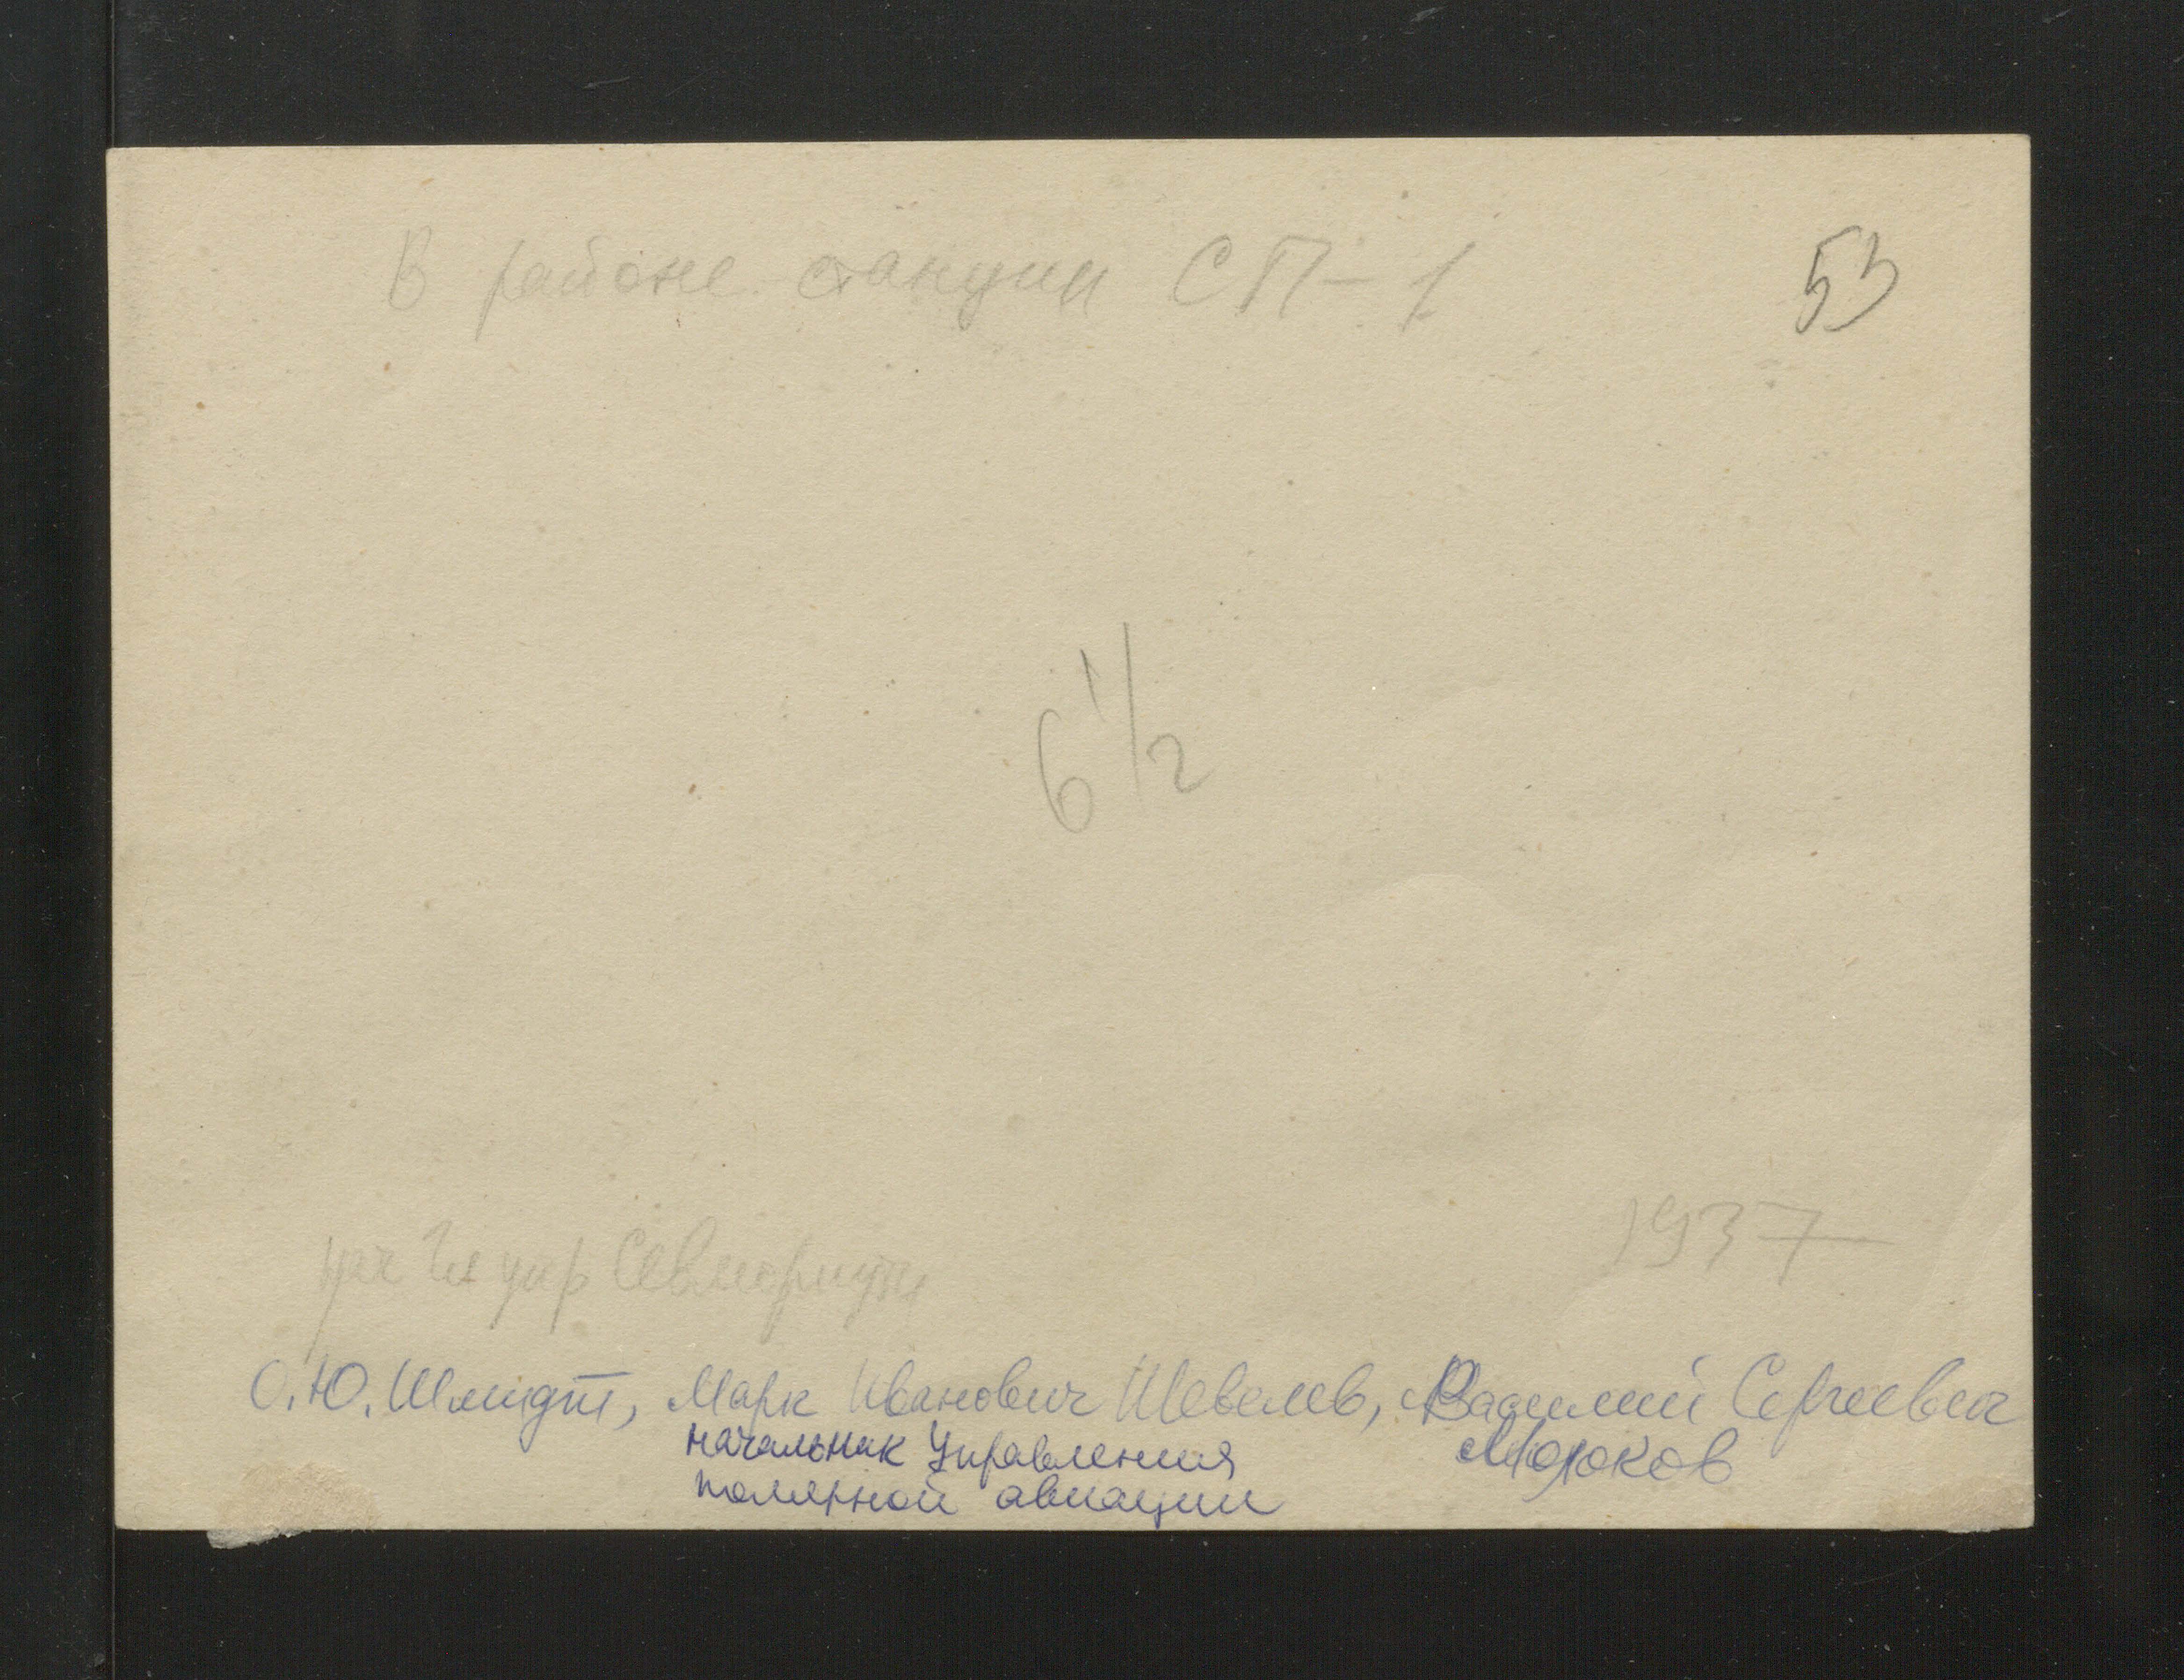 В районе станции СП-1
53
6 1/2
1937
нач Гл упр Севморпути
О.Ю. Шмидт, Марк Иванович Шевелев, Василий Сергеевич
начальник Управления
полярной авиации
Молоков